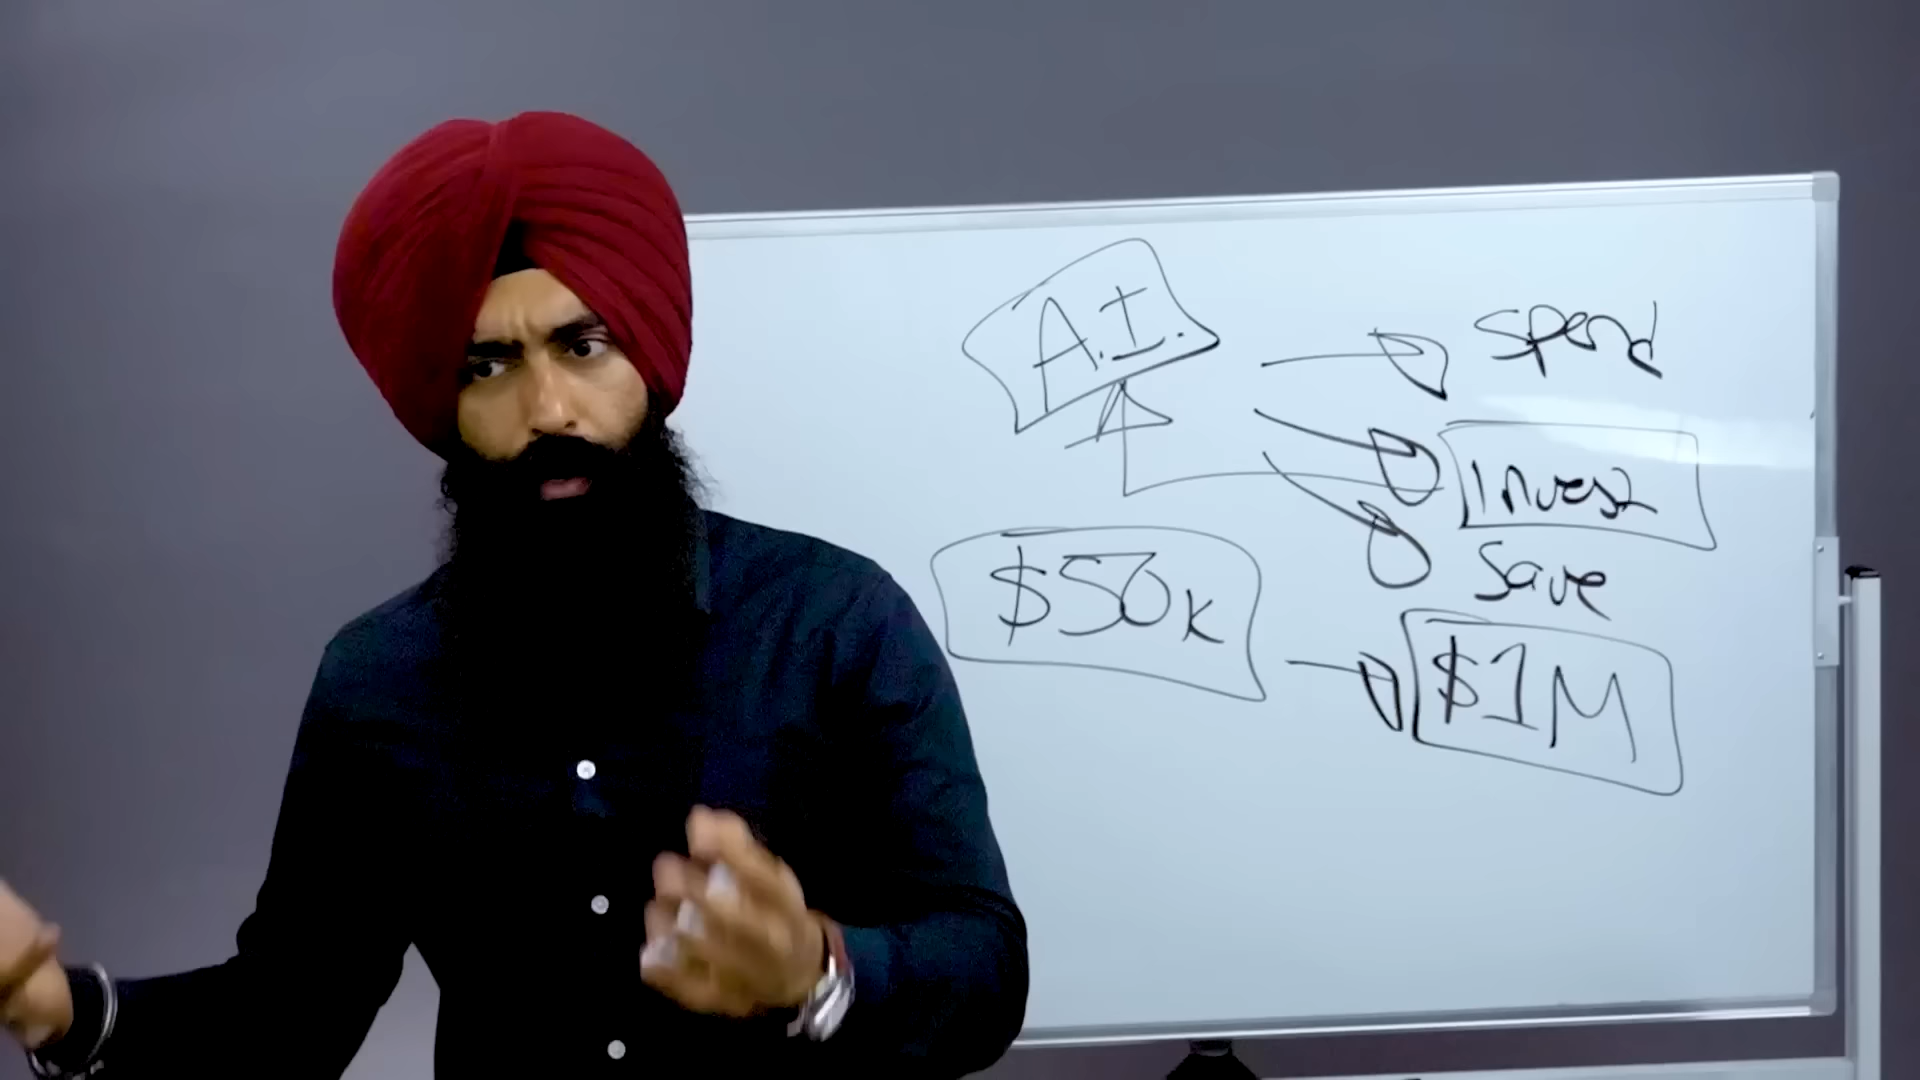 A.I.
Spend
Invest
Save
$50k
$1M